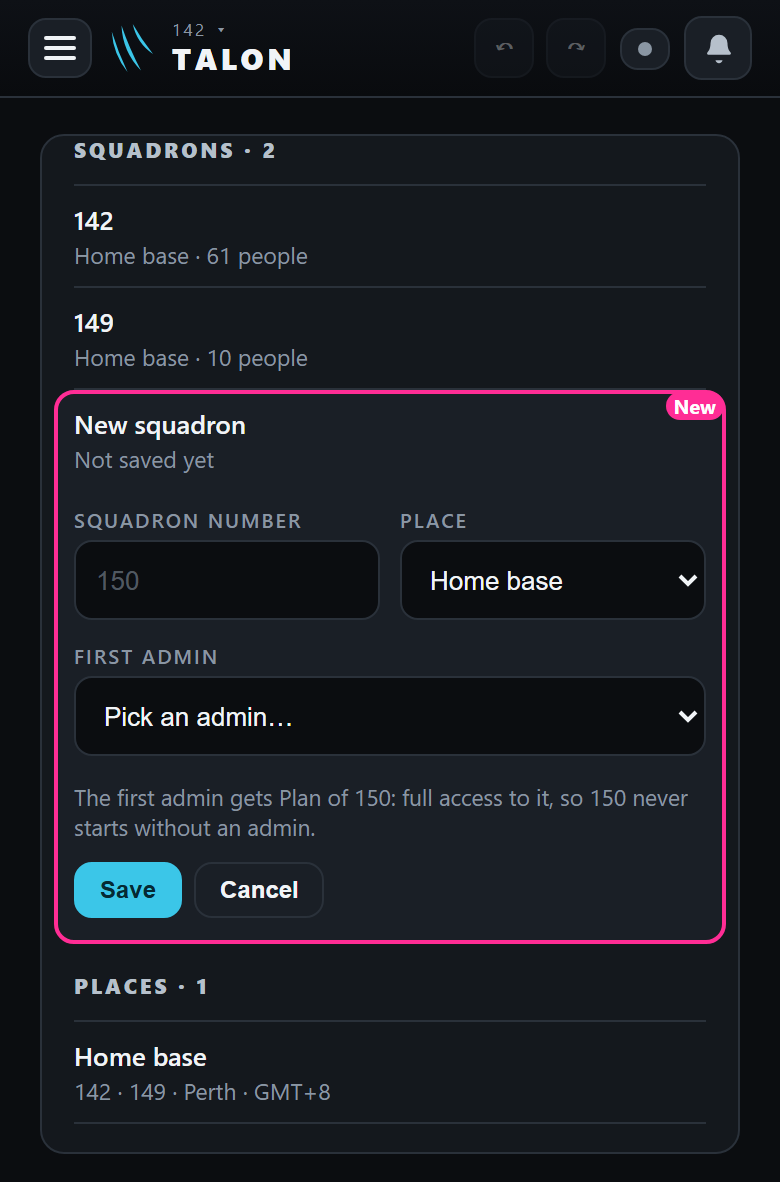 142
TALON
SQUADRONS · 2
142
Home base · 61 people
149
Home base · 10 people
New
New squadron
Not saved yet
SQUADRON NUMBER
PLACE
150
Home base
FIRST ADMIN
Pick an admin…
The first admin gets Plan of 150: full access to it, so 150 never
starts without an admin.
Save
Cancel
PLACES · 1
Home base
142 · 149 · Perth · GMT+8